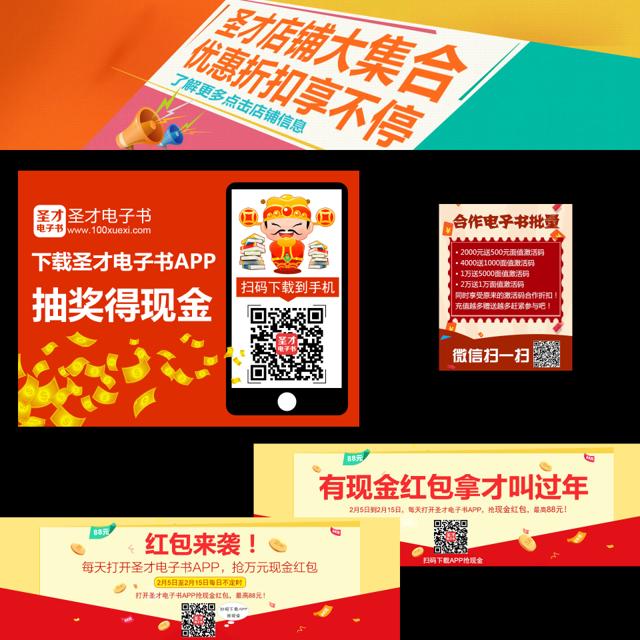 圣才店铺大集合
优惠折扣享不停
了解更多点击店铺信息
圣才
电子书
圣才电子书
www.100xuexi.com
下载圣才电子书APP
抽奖得现金
扫码下载到手机
圣才
电子书
合作电子书批量
• 2000元送500元面值激活码
• 4000送1000面值激活码
• 1万送5000面值激活码
• 2万送1万面值激活码
同时享受原来的激活码合作折扣！
充值越多赠送越多赶紧参与吧！
微信扫一扫
88元
有现金红包拿才叫过年
2月5日到2月15日，每天打开圣才电子书APP，抢现金红包，最高88元！
扫码下载APP抢现金
88元
红包来袭！
每天打开圣才电子书APP，抢万元现金红包
2月5日至2月15日每日不定时
打开圣才电子书APP抢现金红包，最高88元！
扫码下载APP